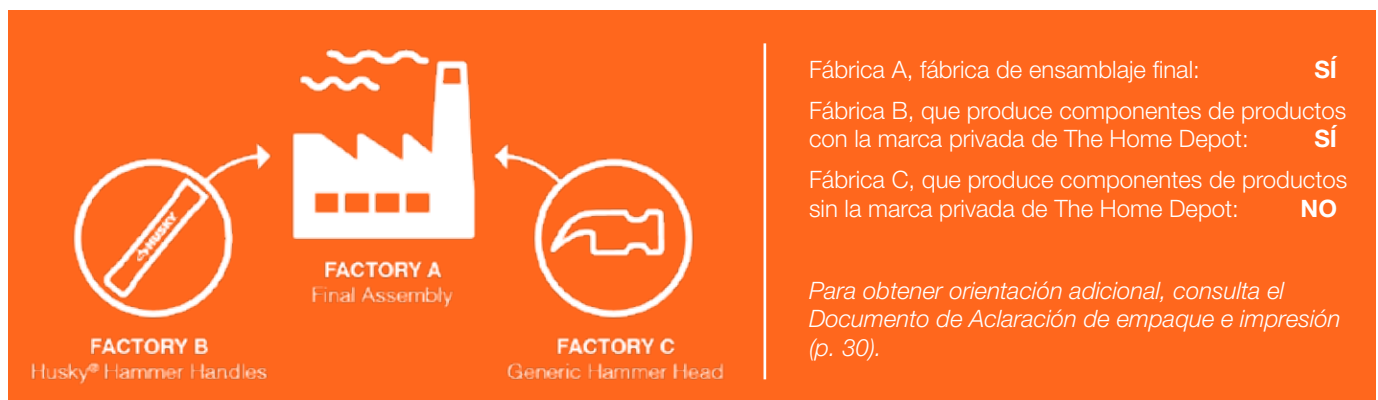 HUSKY
FACTORY A
Final Assembly
FACTORY B
Husky® Hammer Handles
FACTORY C
Generic Hammer Head
Fábrica A, fábrica de ensamblaje final: SÍ
Fábrica B, que produce componentes de productos
con la marca privada de The Home Depot: SÍ
Fábrica C, que produce componentes de productos
sin la marca privada de The Home Depot: NO
Para obtener orientación adicional, consulta el
Documento de Aclaración de empaque e impresión
(p. 30).